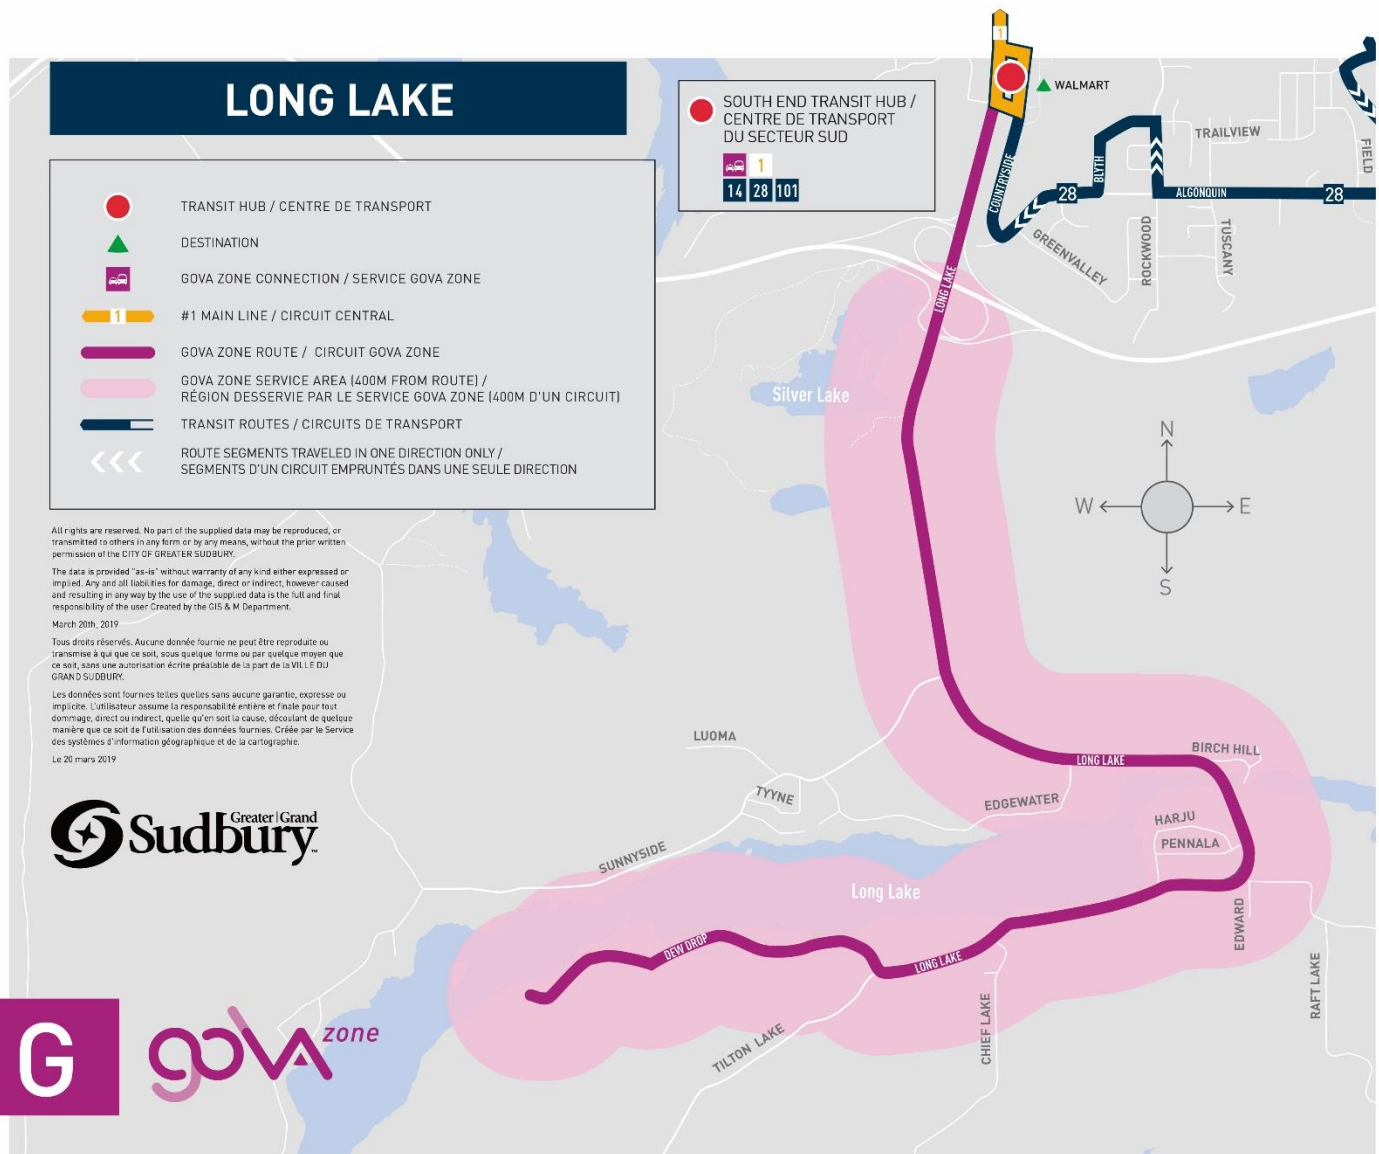 LONG LAKE
TRANSIT HUB / CENTRE DE TRANSPORT
DESTINATION
GOVA ZONE CONNECTION / SERVICE GOVA ZONE
1
#1 MAIN LINE / CIRCUIT CENTRAL
GOVA ZONE ROUTE / CIRCUIT GOVA ZONE
GOVA ZONE SERVICE AREA (400M FROM ROUTE) /
RÉGION DESSERVIE PAR LE SERVICE GOVA ZONE (400M D'UN CIRCUIT)
TRANSIT ROUTES / CIRCUITS DE TRANSPORT
ROUTE SEGMENTS TRAVELED IN ONE DIRECTION ONLY /
SEGMENTS D'UN CIRCUIT EMPRUNTÉS DANS UNE SEULE DIRECTION
SOUTH END TRANSIT HUB /
CENTRE DE TRANSPORT
DU SECTEUR SUD
1
14 28 101
1
WALMART
TRAILVIEW
FIELD
COUNTRYSIDE
BLYTH
28
ALGONQUIN
28
GREENVALLEY
ROCKWOOD
TUSCANY
LONG LAKE
Silver Lake
N
W E
S
All rights are reserved. No part of the supplied data may be reproduced, or
transmitted to others in any form or by any means, without the prior written
permission of the CITY OF GREATER SUDBURY.
The data is provided "as-is" without warranty of any kind either expressed or
implied. Any and all liabilities for damage, direct or indirect, however caused
and resulting in any way by the use of the supplied data is the full and final
responsibility of the user Created by the GIS & M Department.
March 20th, 2019
Tous droits réservés. Aucune donnée fournie ne peut être reproduite ou
transmise à qui que ce soit, sous quelque forme ou par quelque moyen que
ce soit, sans une autorisation écrite préalable de la part de la VILLE DU
GRAND SUDBURY.
Les données sont fournies telles quelles sans aucune garantie, expresse ou
implicite. L'utilisateur assume la responsabilité entière et finale pour tout
dommage, direct ou indirect, quelle qu'en soit la cause, découlant de quelque
manière que ce soit de l'utilisation des données fournies. Créée par le Service
des systèmes d'information géographique et de la cartographie.
Le 20 mars 2019
LUOMA
TYYNE
SUNNYSIDE
LONG LAKE
BIRCH HILL
EDGEWATER
HARJU
PENNALA
Long Lake
EDWARD
DEW DROP
LONG LAKE
RAFT LAKE
CHIEF LAKE
TILTON LAKE
Greater|Grand
Sudbury™
G
gova zone